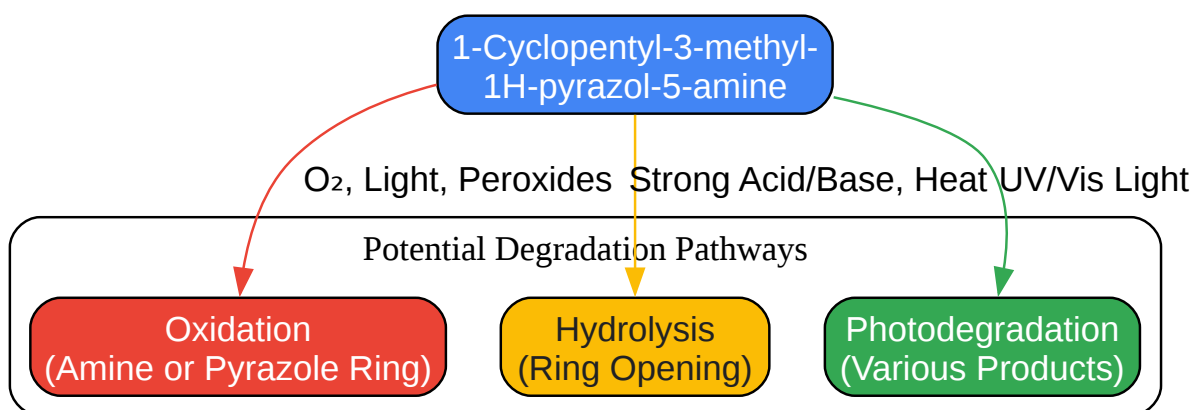 1-Cyclopentyl-3-methyl-
1H-pyrazol-5-amine
O₂, Light, Peroxides Strong Acid/Base, Heat UV/Vis Light
Potential Degradation Pathways
Oxidation Hydrolysis Photodegradation
(Amine or Pyrazole Ring) (Ring Opening) (Various Products)